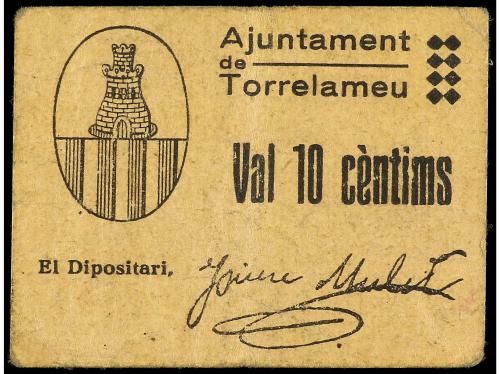 Ajuntament
de
Torrelameu
Val 10 cèntims
El Dipositari,